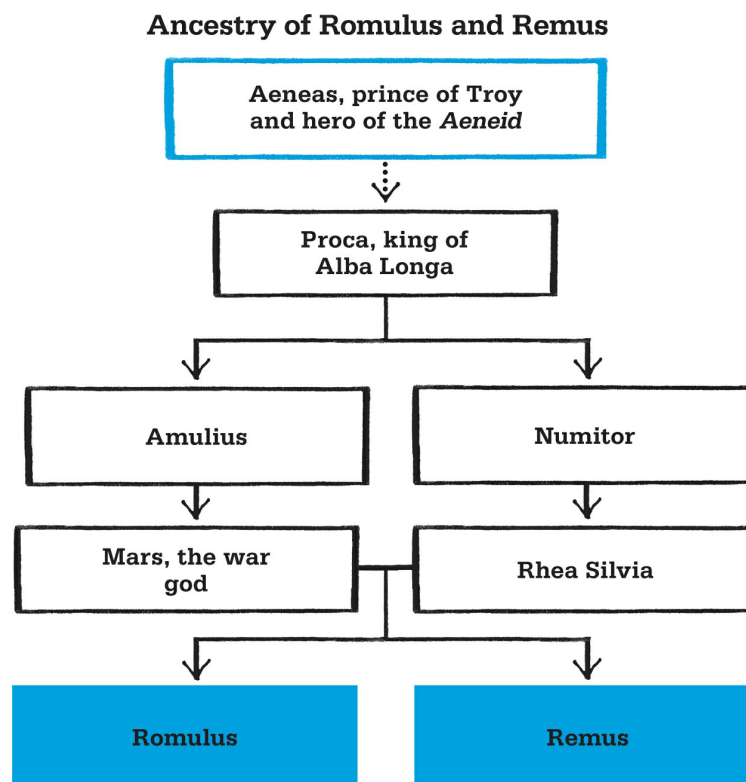 Ancestry of Romulus and Remus
Aeneas, prince of Troy
and hero of the Aeneid
Proca, king of
Alba Longa
Amulius
Numitor
Mars, the war
god
Rhea Silvia
Romulus
Remus